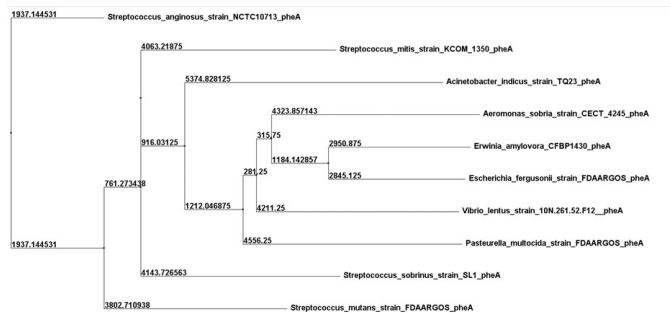 1937.144531
Streptococcus_anginosus_strain_NCTC10713_pheA
4063.21875
Streptococcus_mitis_strain_KCOM_1350_pheA
5374.828125
Acinetobacter_indicus_strain_TQ23_pheA
4323.857143
Aeromonas_sobria_strain_CECT_4245_pheA
315.75
2950.875
916.03125
Erwinia_amylovora_CFBP1430_pheA
1184.142857
281.25
2845.125
Escherichia_fergusonii_strain_FDAARGOS_pheA
761.273438
1212.046875
4211.25
Vibrio_lentus_strain_10N.261.52.F12__pheA
1937.144531
4556.25
Pasteurella_multocida_strain_FDAARGOS_pheA
4143.726563
Streptococcus_sobrinus_strain_SL1_pheA
3802.710938
Streptococcus_mutans_strain_FDAARGOS_pheA